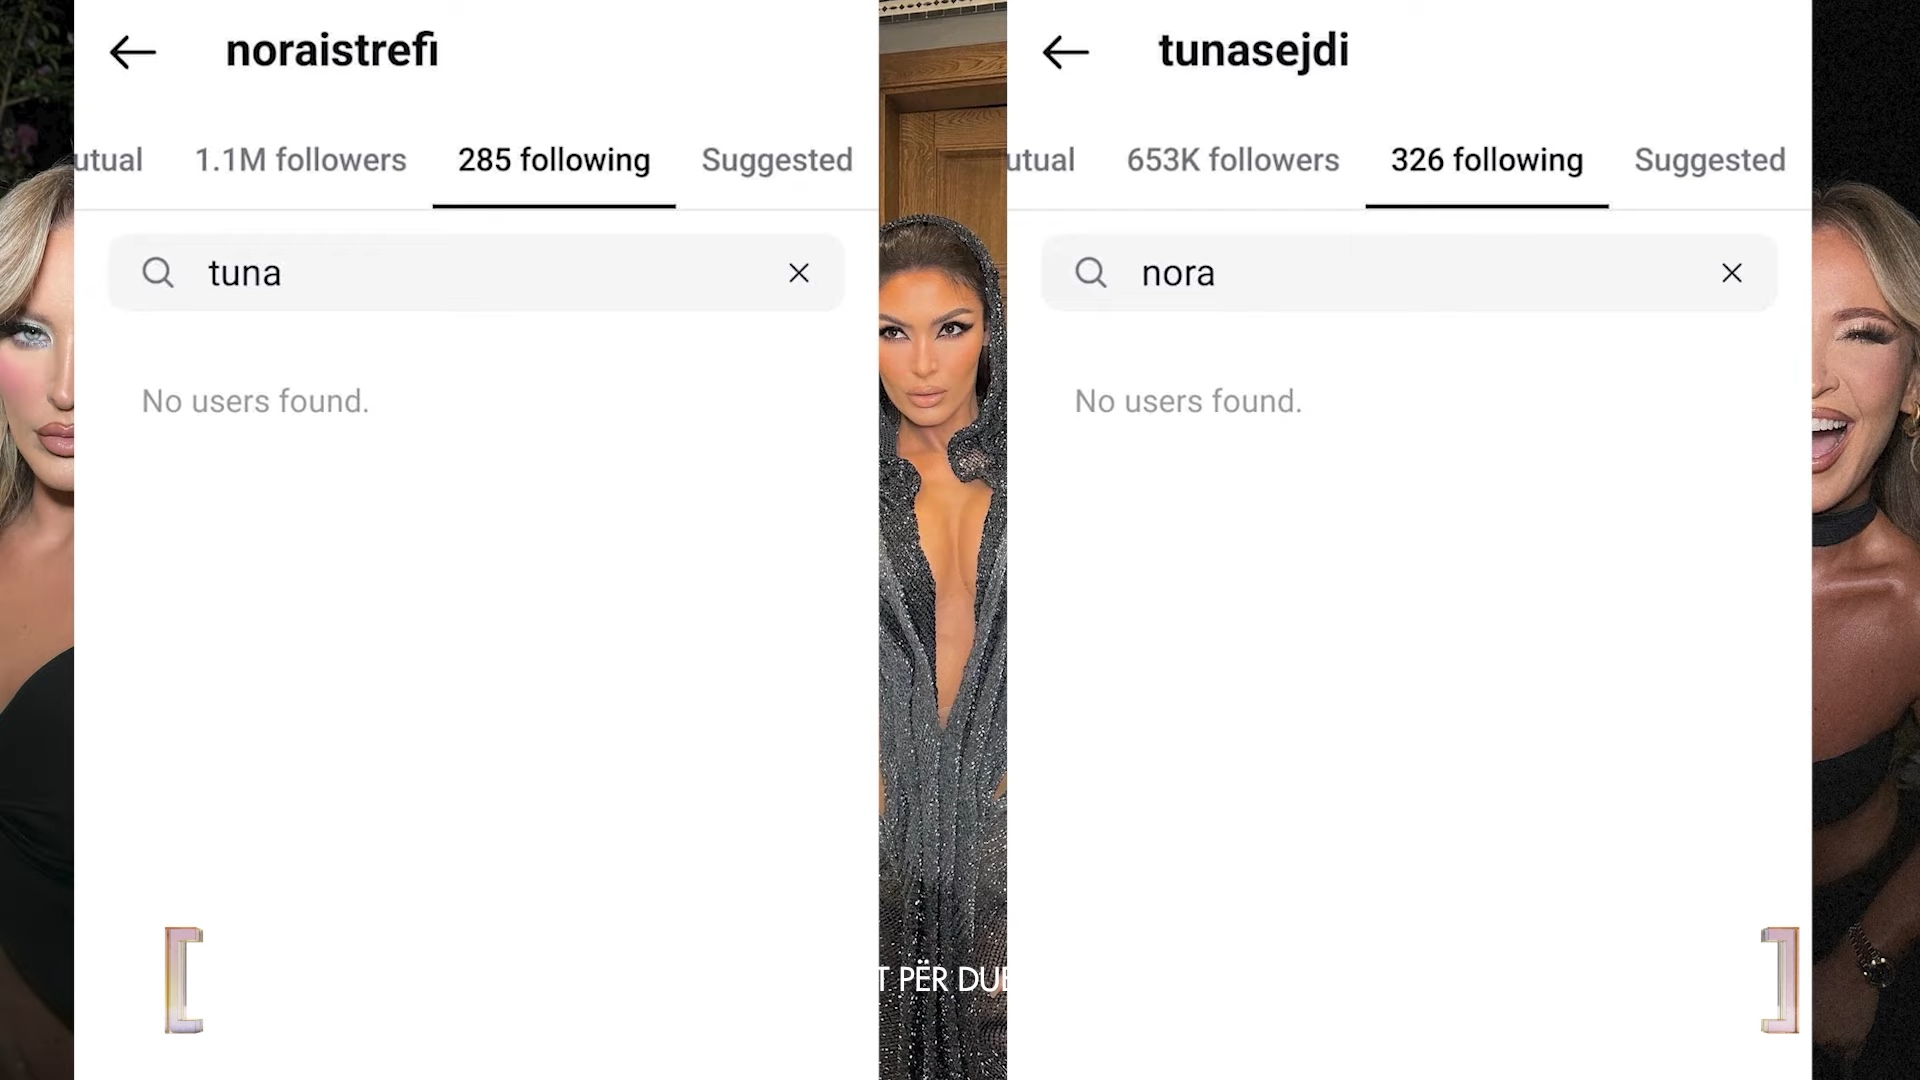 noraistrefi
utual 1.1M followers 285 following Suggested
tuna
No users found.
tunasejdi
utual 653K followers 326 following Suggested
nora
No users found.
T PËR DUE